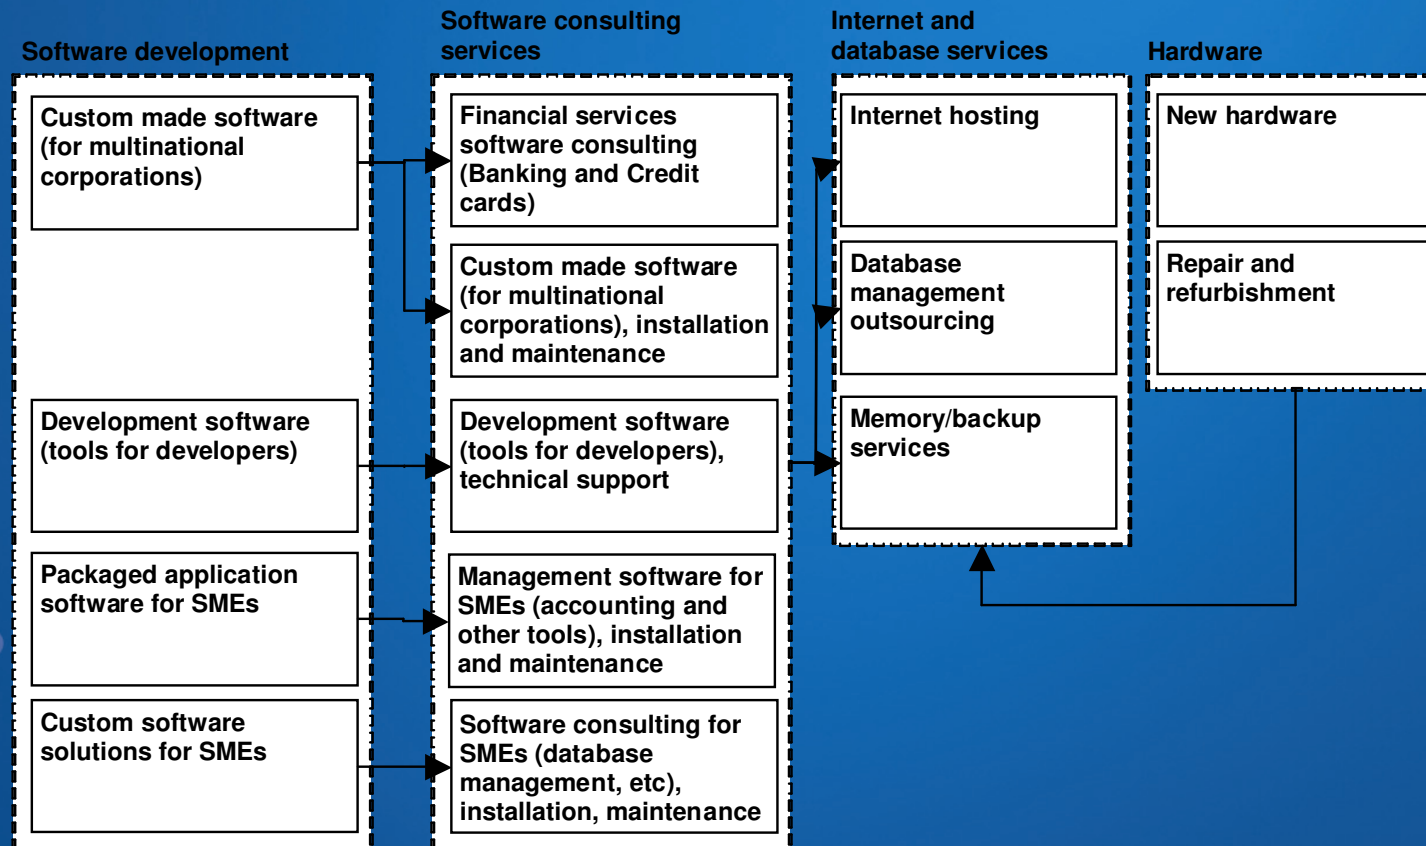 Software development
Custom made software
(for multinational
corporations)
Development software
(tools for developers)
Packaged application
software for SMEs
Custom software
solutions for SMEs
Software consulting
services
Financial services
software consulting
(Banking and Credit
cards)
Custom made software
(for multinational
corporations), installation
and maintenance
Development software
(tools for developers),
technical support
Management software for
SMEs (accounting and
other tools), installation
and maintenance
Software consulting for
SMEs (database
management, etc),
installation, maintenance
Internet and
database services
Internet hosting
Database
management
outsourcing
Memory/backup
services
Hardware
New hardware
Repair and
refurbishment